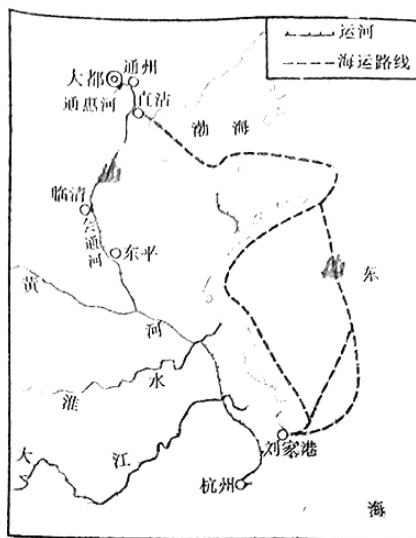 运河
海运路线
大都
通州
通惠河
直沽
渤海
临清
会通河
东平
黄河
淮水
大江
刘家港
杭州
东海